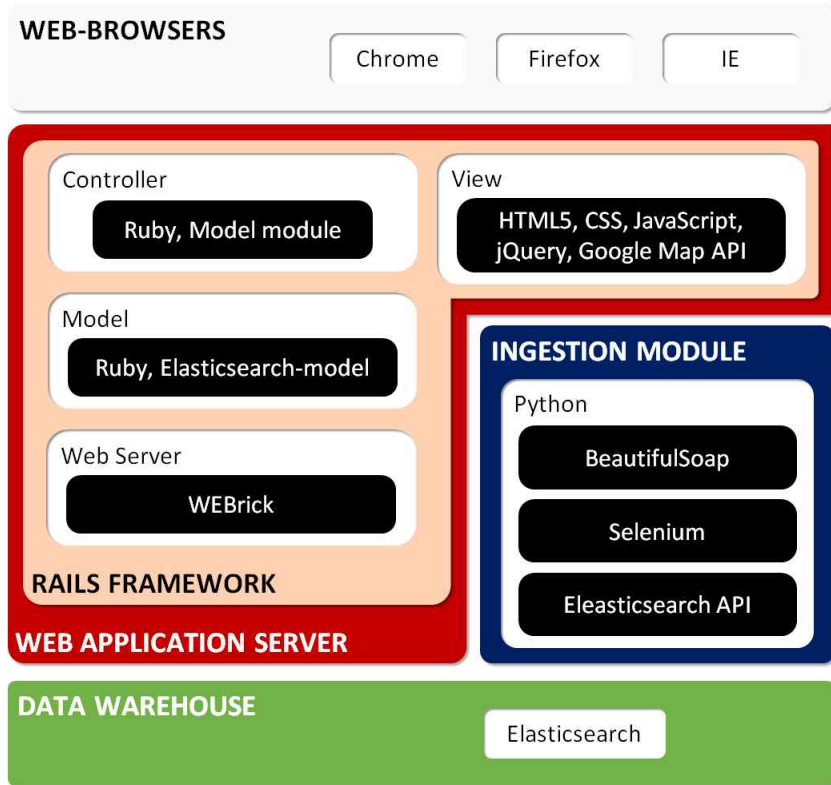 WEB-BROWSERS
Chrome
Firefox
IE
Controller
Ruby, Model module
View
HTML5, CSS, JavaScript,
jQuery, Google Map API
Model
Ruby, Elasticsearch-model
Web Server
WEBrick
RAILS FRAMEWORK
WEB APPLICATION SERVER
INGESTION MODULE
Python
BeautifulSoap
Selenium
Eleasticsearch API
DATA WAREHOUSE
Elasticsearch